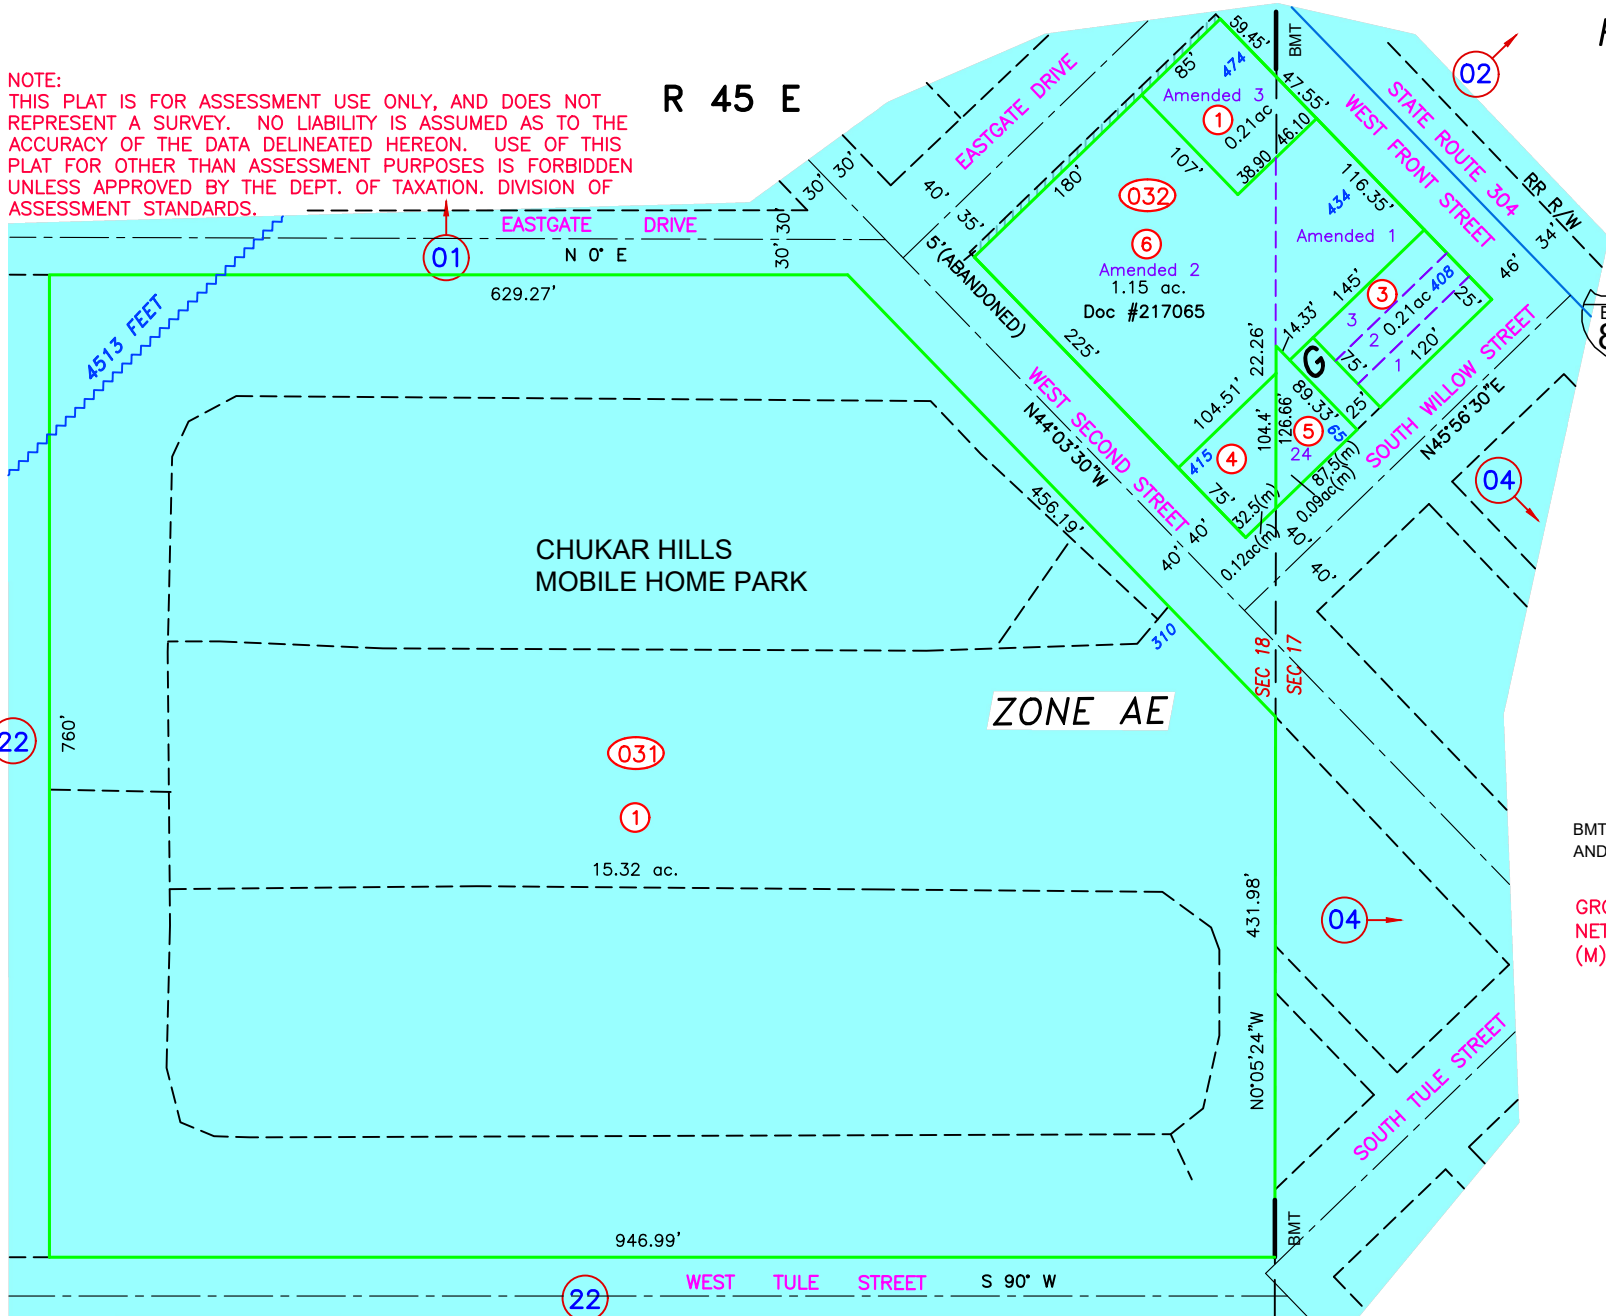 NOTE:
THIS PLAT IS FOR ASSESSMENT USE ONLY, AND DOES NOT
REPRESENT A SURVEY. NO LIABILITY IS ASSUMED AS TO THE
ACCURACY OF THE DATA DELINEATED HEREON. USE OF THIS
PLAT FOR OTHER THAN ASSESSMENT PURPOSES IS FORBIDDEN
UNLESS APPROVED BY THE DEPT. OF TAXATION. DIVISION OF
ASSESSMENT STANDARDS.
R 45 E
EASTGATE DRIVE
N 0° E
01
30'
30'
30'
30'
629.27'
4513 FEET
EASTGATE DRIVE
40'
35'
5'(ABANDONED)
59.45'
BMT
85'
474
Amended 3
1
0.21ac
47.55'
46.10
38.90
107'
180'
032
6
Amended 2
1.15 ac.
Doc #217065
225'
WEST FRONT STREET
STATE ROUTE 304
RR R/W
02
34'
46'
116.35'
434
Amended 1
145'
3
408
25'
0.21ac
3
2
1
14.33'
22.26'
G
75'
120'
89.33'
25'
104.51'
104.4'
126.66'
5
65
24
415
4
75'
32.5(m)
87.5(m)
0.09ac(m)
0.12ac(m)
SOUTH WILLOW STREET
N45°56'30"E
WEST SECOND STREET
N44°03'30"W
40'
40'
40'
40'
04
456.19'
310
CHUKAR HILLS
MOBILE HOME PARK
SEC 18
SEC 17
ZONE AE
22
760'
031
1
15.32 ac.
431.98'
04
N0°05'24"W
BMT
AND
GRO
NET
(M)
SOUTH TULE STREET
BMT
946.99'
WEST TULE STREET S 90° W
22